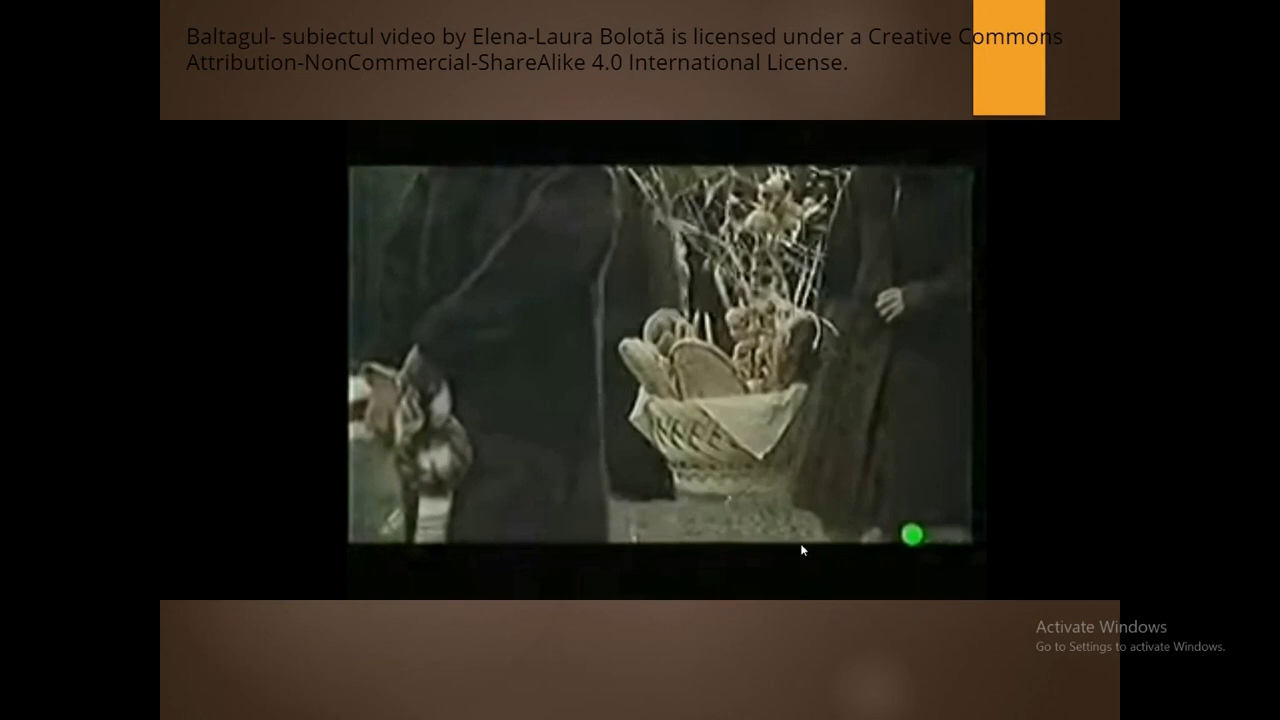 Baltagul- subiectul video by Elena-Laura Bolotă is licensed under a Creative Commons
Attribution-NonCommercial-ShareAlike 4.0 International License.
Activate Windows
Go to Settings to activate Windows.